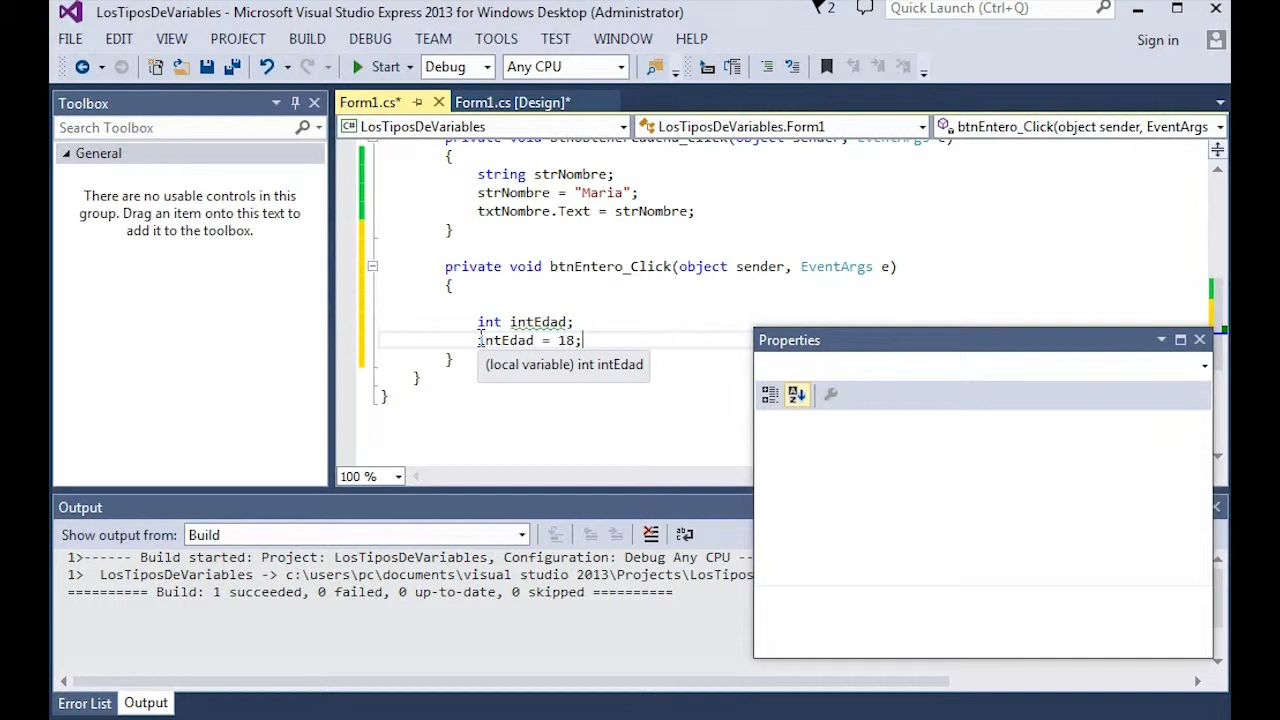 LosTiposDeVariables - Microsoft Visual Studio Express 2013 for Windows Desktop (Administrator)
2
Quick Launch (Ctrl+Q)
FILE EDIT VIEW PROJECT BUILD DEBUG TEAM TOOLS TEST WINDOW HELP
Sign in
Start Debug Any CPU
Toolbox
Search Toolbox
General
There are no usable controls in this
group. Drag an item onto this text to
add it to the toolbox.
Form1.cs* Form1.cs [Design]*
LosTiposDeVariables LosTiposDeVariables.Form1 btnEntero_Click(object sender, EventArgs
private void btnObtenerCadena_Click(object sender, EventArgs e)
{
string strNombre;
strNombre = "Maria";
txtNombre.Text = strNombre;
}
private void btnEntero_Click(object sender, EventArgs e)
{
int intEdad;
intEdad = 18;
}
(local variable) int intEdad
}
}
100 %
Properties
Output
Show output from: Build
1>------ Build started: Project: LosTiposDeVariables, Configuration: Debug Any CPU --
1> LosTiposDeVariables -> c:\users\pc\documents\visual studio 2013\Projects\LosTipos
========== Build: 1 succeeded, 0 failed, 0 up-to-date, 0 skipped ==========
Error List Output